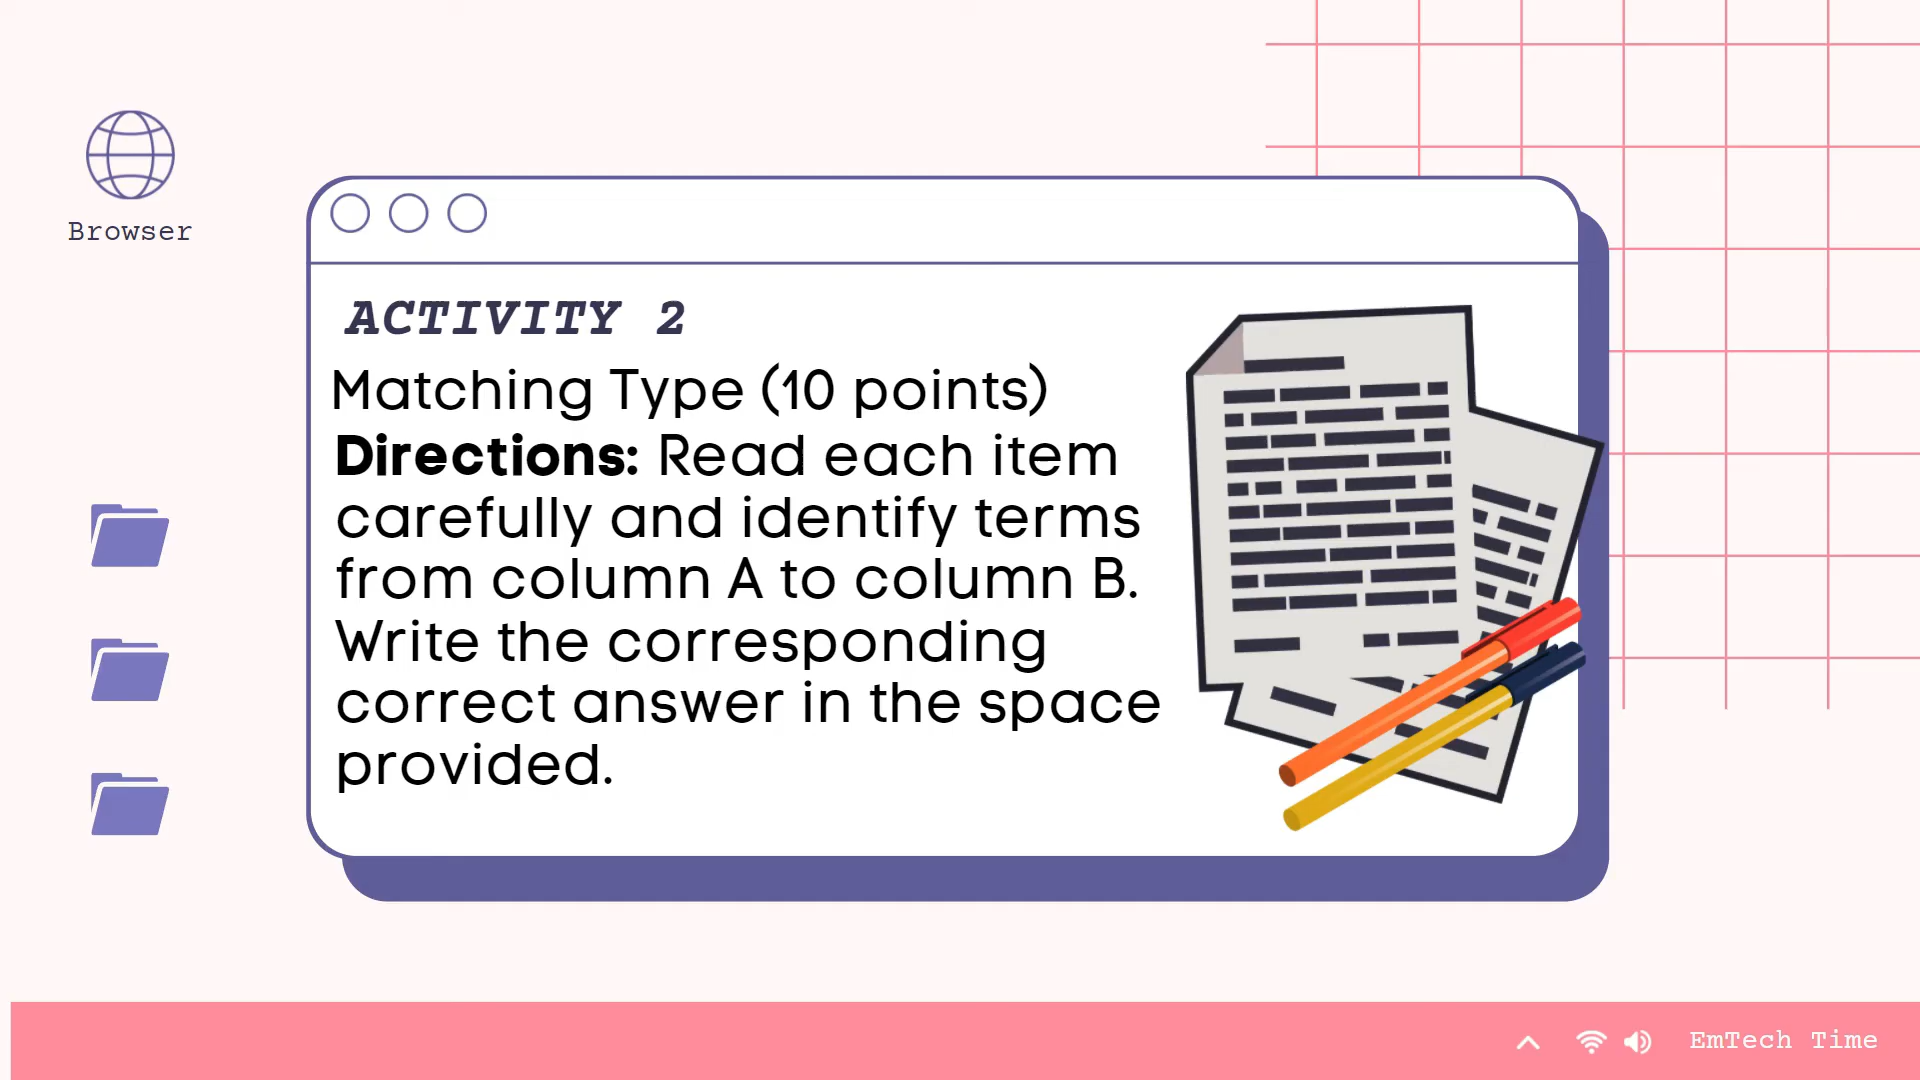 Browser
ACTIVITY 2
Matching Type (10 points)
Directions: Read each item
carefully and identify terms
from column A to column B.
Write the corresponding
correct answer in the space
provided.
EmTech Time